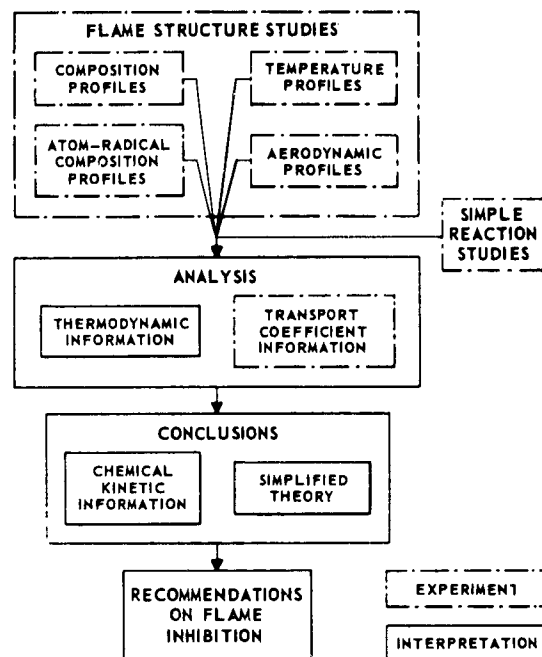 FLAME STRUCTURE STUDIES
COMPOSITION
PROFILES
TEMPERATURE
PROFILES
ATOM-RADICAL
COMPOSITION
PROFILES
AERODYNAMIC
PROFILES
SIMPLE
REACTION
STUDIES
ANALYSIS
THERMODYNAMIC
INFORMATION
TRANSPORT
COEFFICIENT
INFORMATION
CONCLUSIONS
CHEMICAL
KINETIC
INFORMATION
SIMPLIFIED
THEORY
RECOMMENDATIONS
ON FLAME
INHIBITION
EXPERIMENT
INTERPRETATION